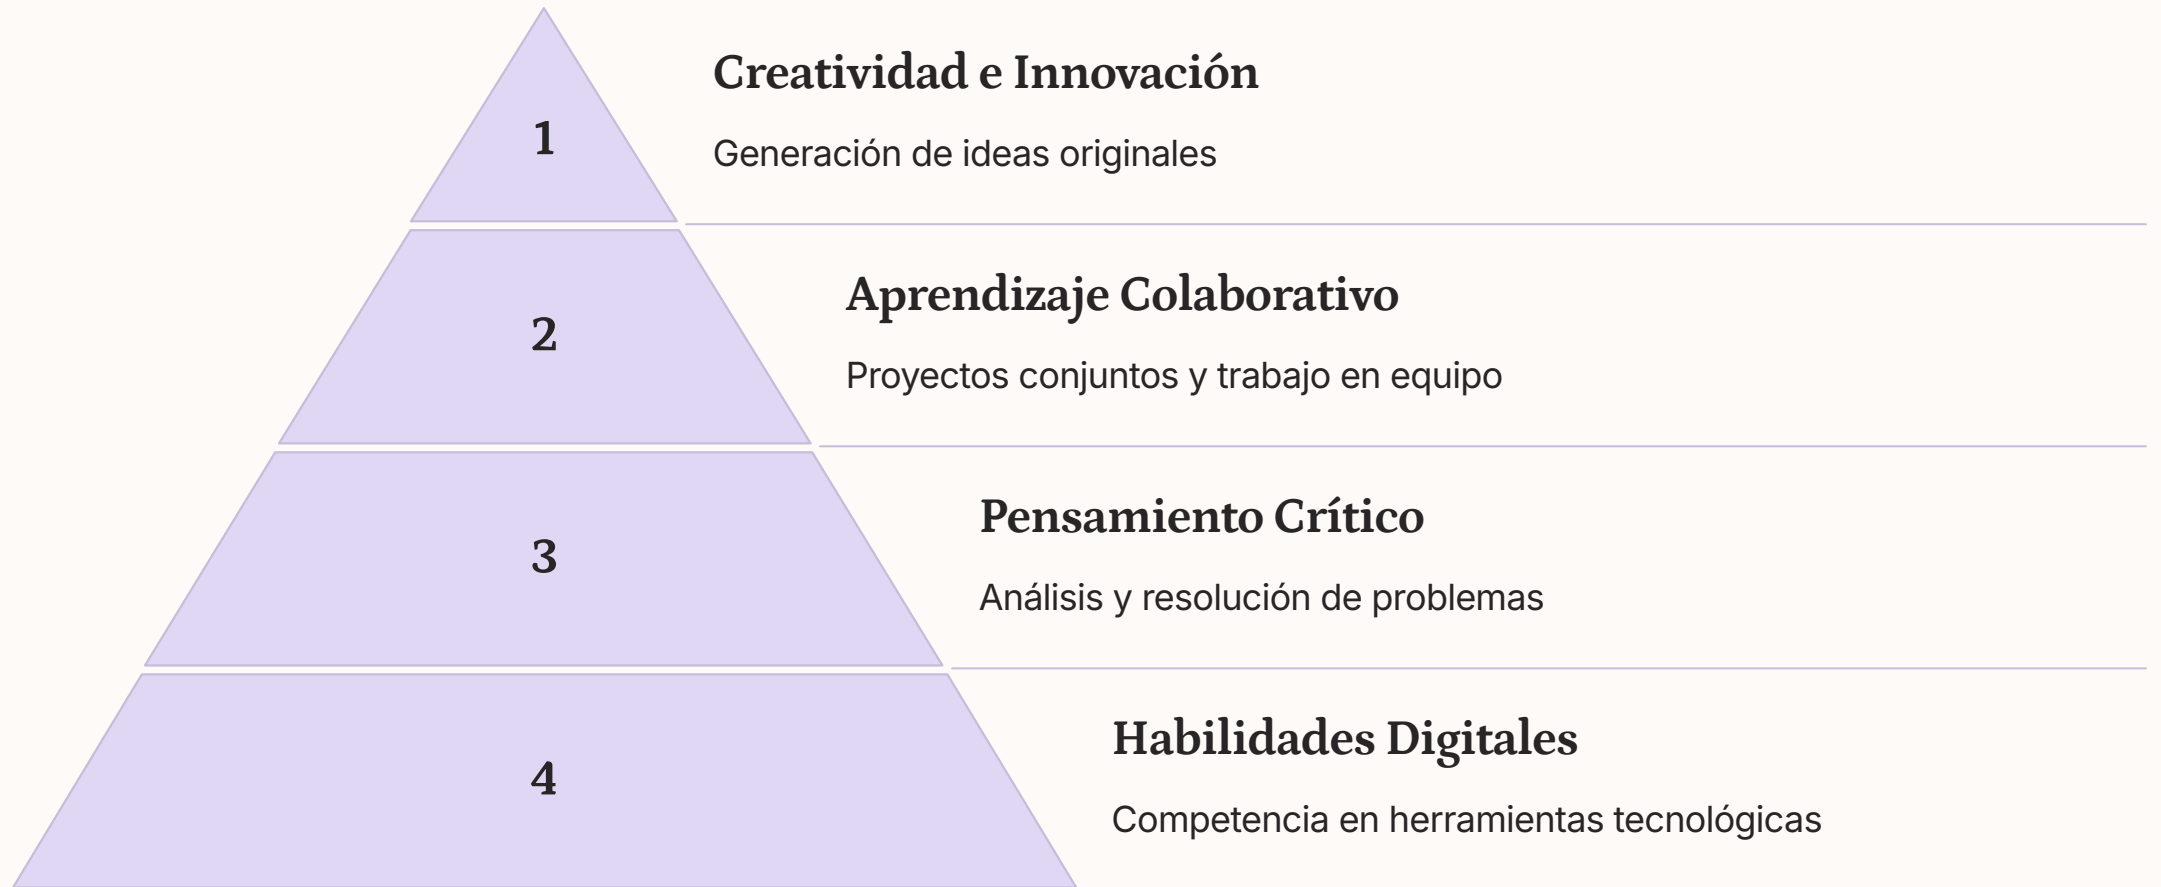 1
Creatividad e Innovación
Generación de ideas originales
2
Aprendizaje Colaborativo
Proyectos conjuntos y trabajo en equipo
3
Pensamiento Crítico
Análisis y resolución de problemas
4
Habilidades Digitales
Competencia en herramientas tecnológicas